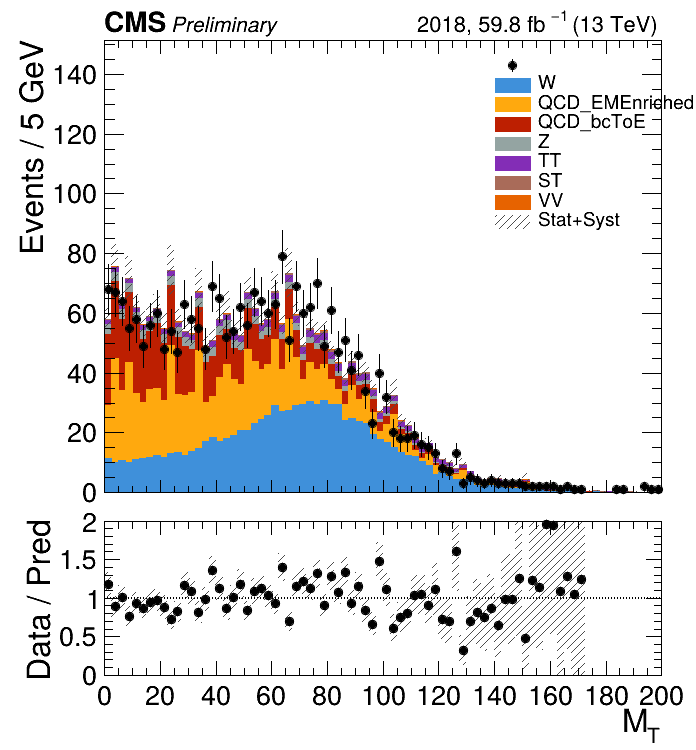 CMS Preliminary 2018, 59.8 fb⁻¹ (13 TeV)
Events / 5 GeV
140
120
100
80
60
40
20
0
W
QCD_EMEnriched
QCD_bcToE
Z
TT
ST
VV
Stat+Syst
Data / Pred
2
1.5
1
0.5
0
0 20 40 60 80 100 120 140 160 180 200
M_T